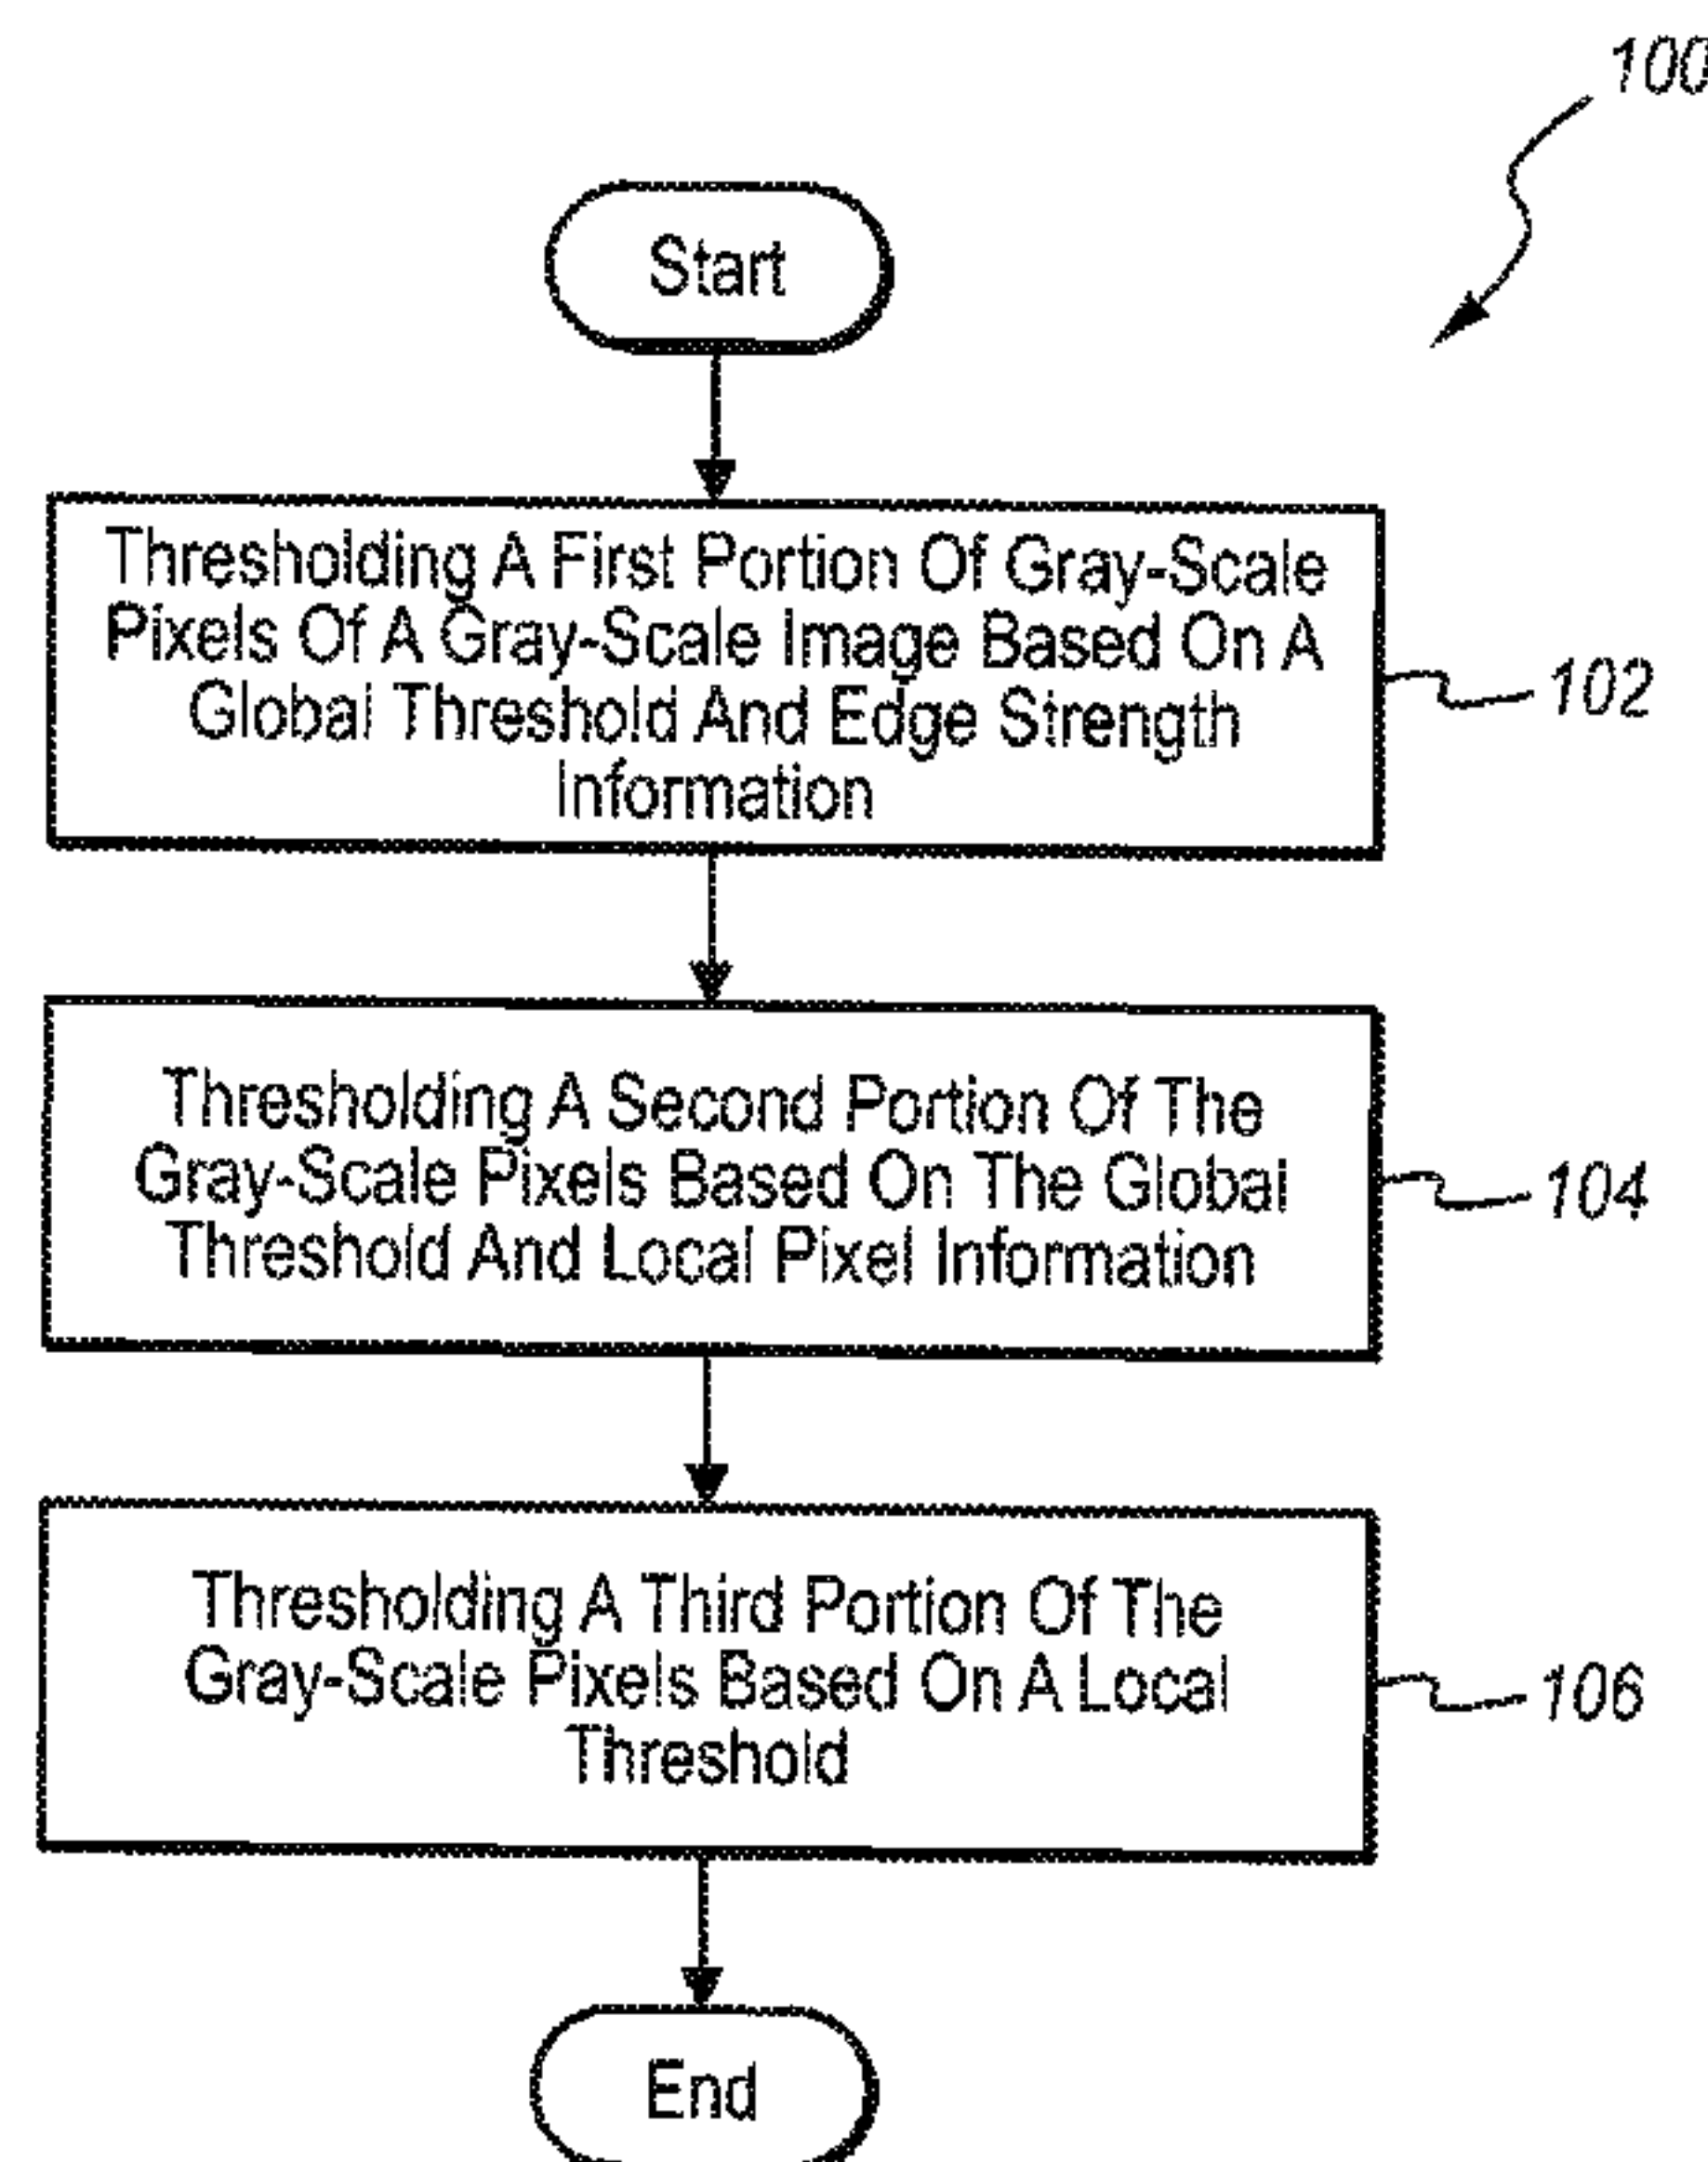 100
Start
Thresholding A First Portion Of Gray-Scale
Pixels Of A Gray-Scale Image Based On A
Global Threshold And Edge Strength
Information
102
Thresholding A Second Portion Of The
Gray-Scale Pixels Based On The Global
Threshold And Local Pixel Information
104
Thresholding A Third Portion Of The
Gray-Scale Pixels Based On A Local
Threshold
106
End